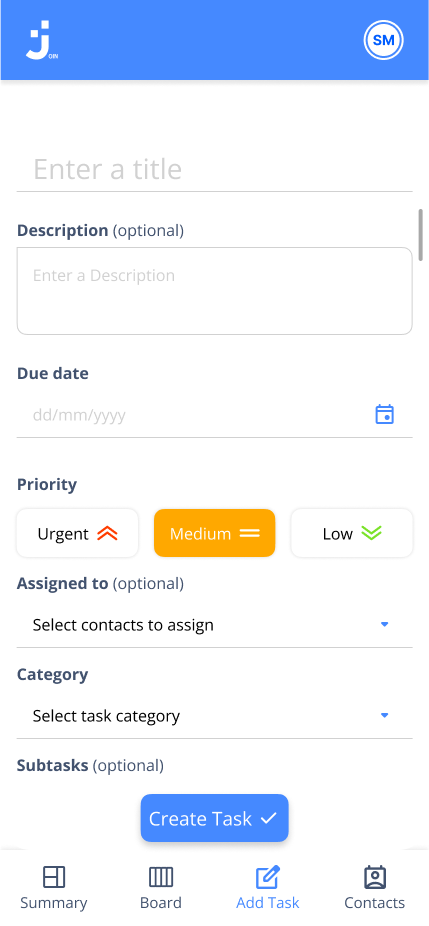 J
OIN
SM
Enter a title
Description (optional)
Enter a Description
Due date
dd/mm/yyyy
Priority
Urgent
Medium
Low
Assigned to (optional)
Select contacts to assign
Category
Select task category
Subtasks (optional)
Create Task
Summary
Board
Add Task
Contacts